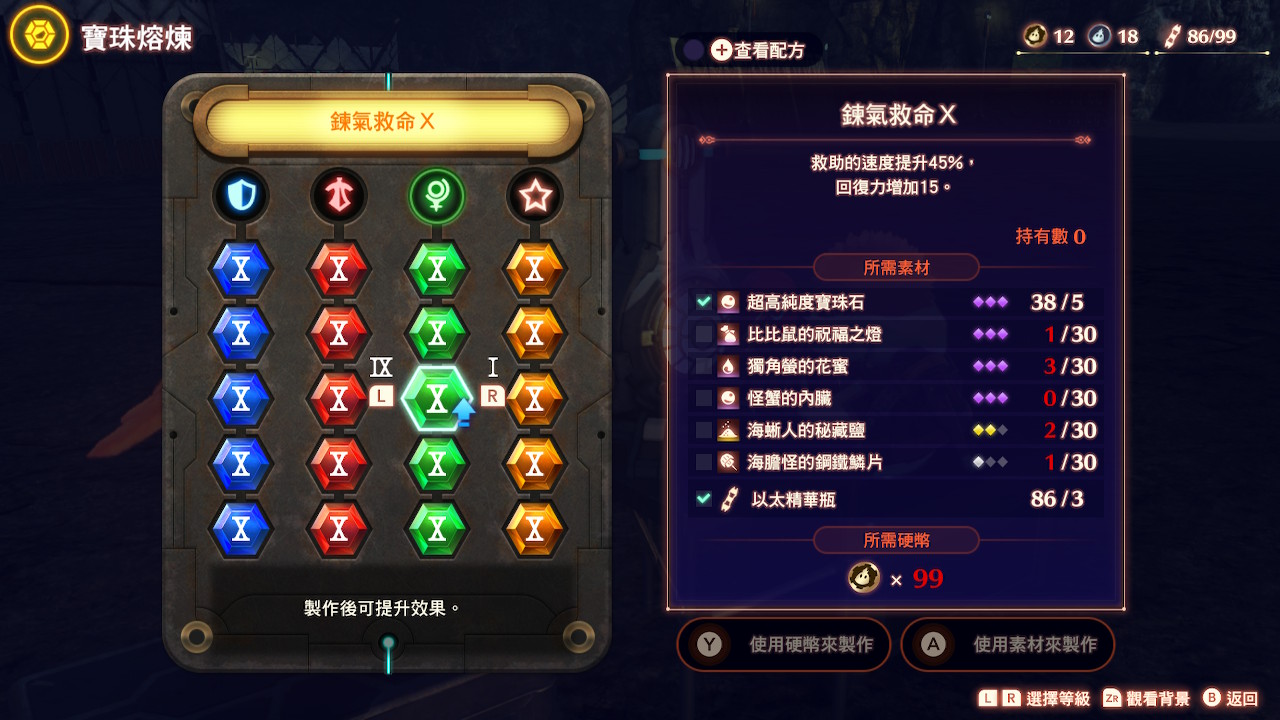 寶珠熔煉
12 18 86/99
+查看配方
鍊氣救命X
鍊氣救命X
救助的速度提升45%，
回復力增加15。
持有數 0
所需素材
超高純度寶珠石 38/5
比比鼠的祝福之燈 1/30
獨角螢的花蜜 3/30
怪蟹的內臟 0/30
海蜥人的秘藏鹽 2/30
海膽怪的鋼鐵鱗片 1/30
以太精華瓶 86/3
所需硬幣
× 99
X X X X
X X X X
IX I
X X L X R X
X X X X
X X X X
製作後可提升效果。
Y 使用硬幣來製作
A 使用素材來製作
L R 選擇等級 ZR 觀看背景 B 返回